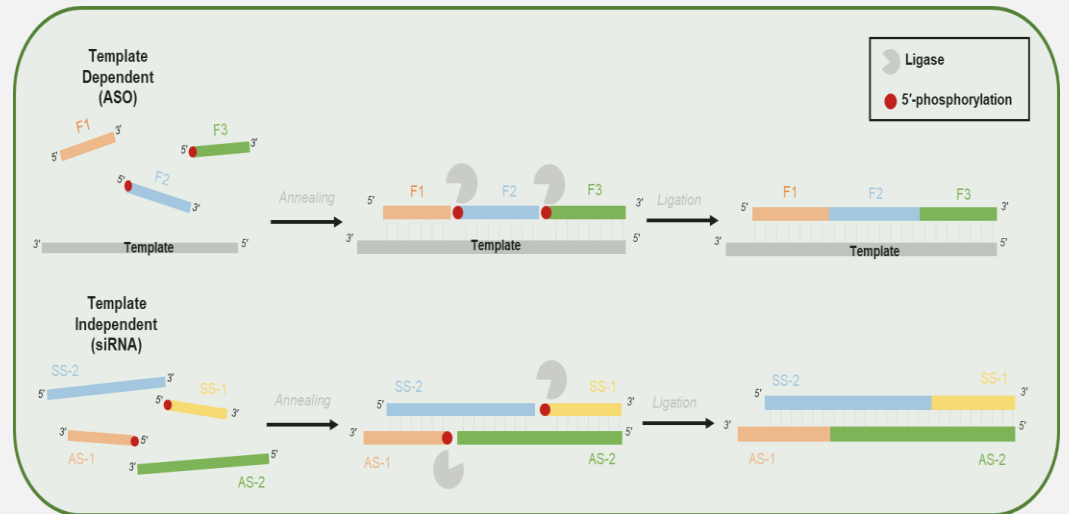 Template
Dependent
(ASO)
Ligase
5'-phosphorylation
F1
3'
5'
5'
F3
3'
5'
F2
3'
3'
Template
5'
Annealing
5'
F1
F2
F3
3'
3'
Template
5'
Ligation
5'
F1
F2
F3
3'
3'
Template
5'
Template
Independent
(siRNA)
SS-2
5'
3'
SS-1
5'
3'
3'
AS-1
5'
3'
5'
AS-2
Annealing
SS-2
SS-1
5'
3'
3'
5'
AS-1
AS-2
Ligation
SS-2
SS-1
5'
3'
3'
5'
AS-1
AS-2